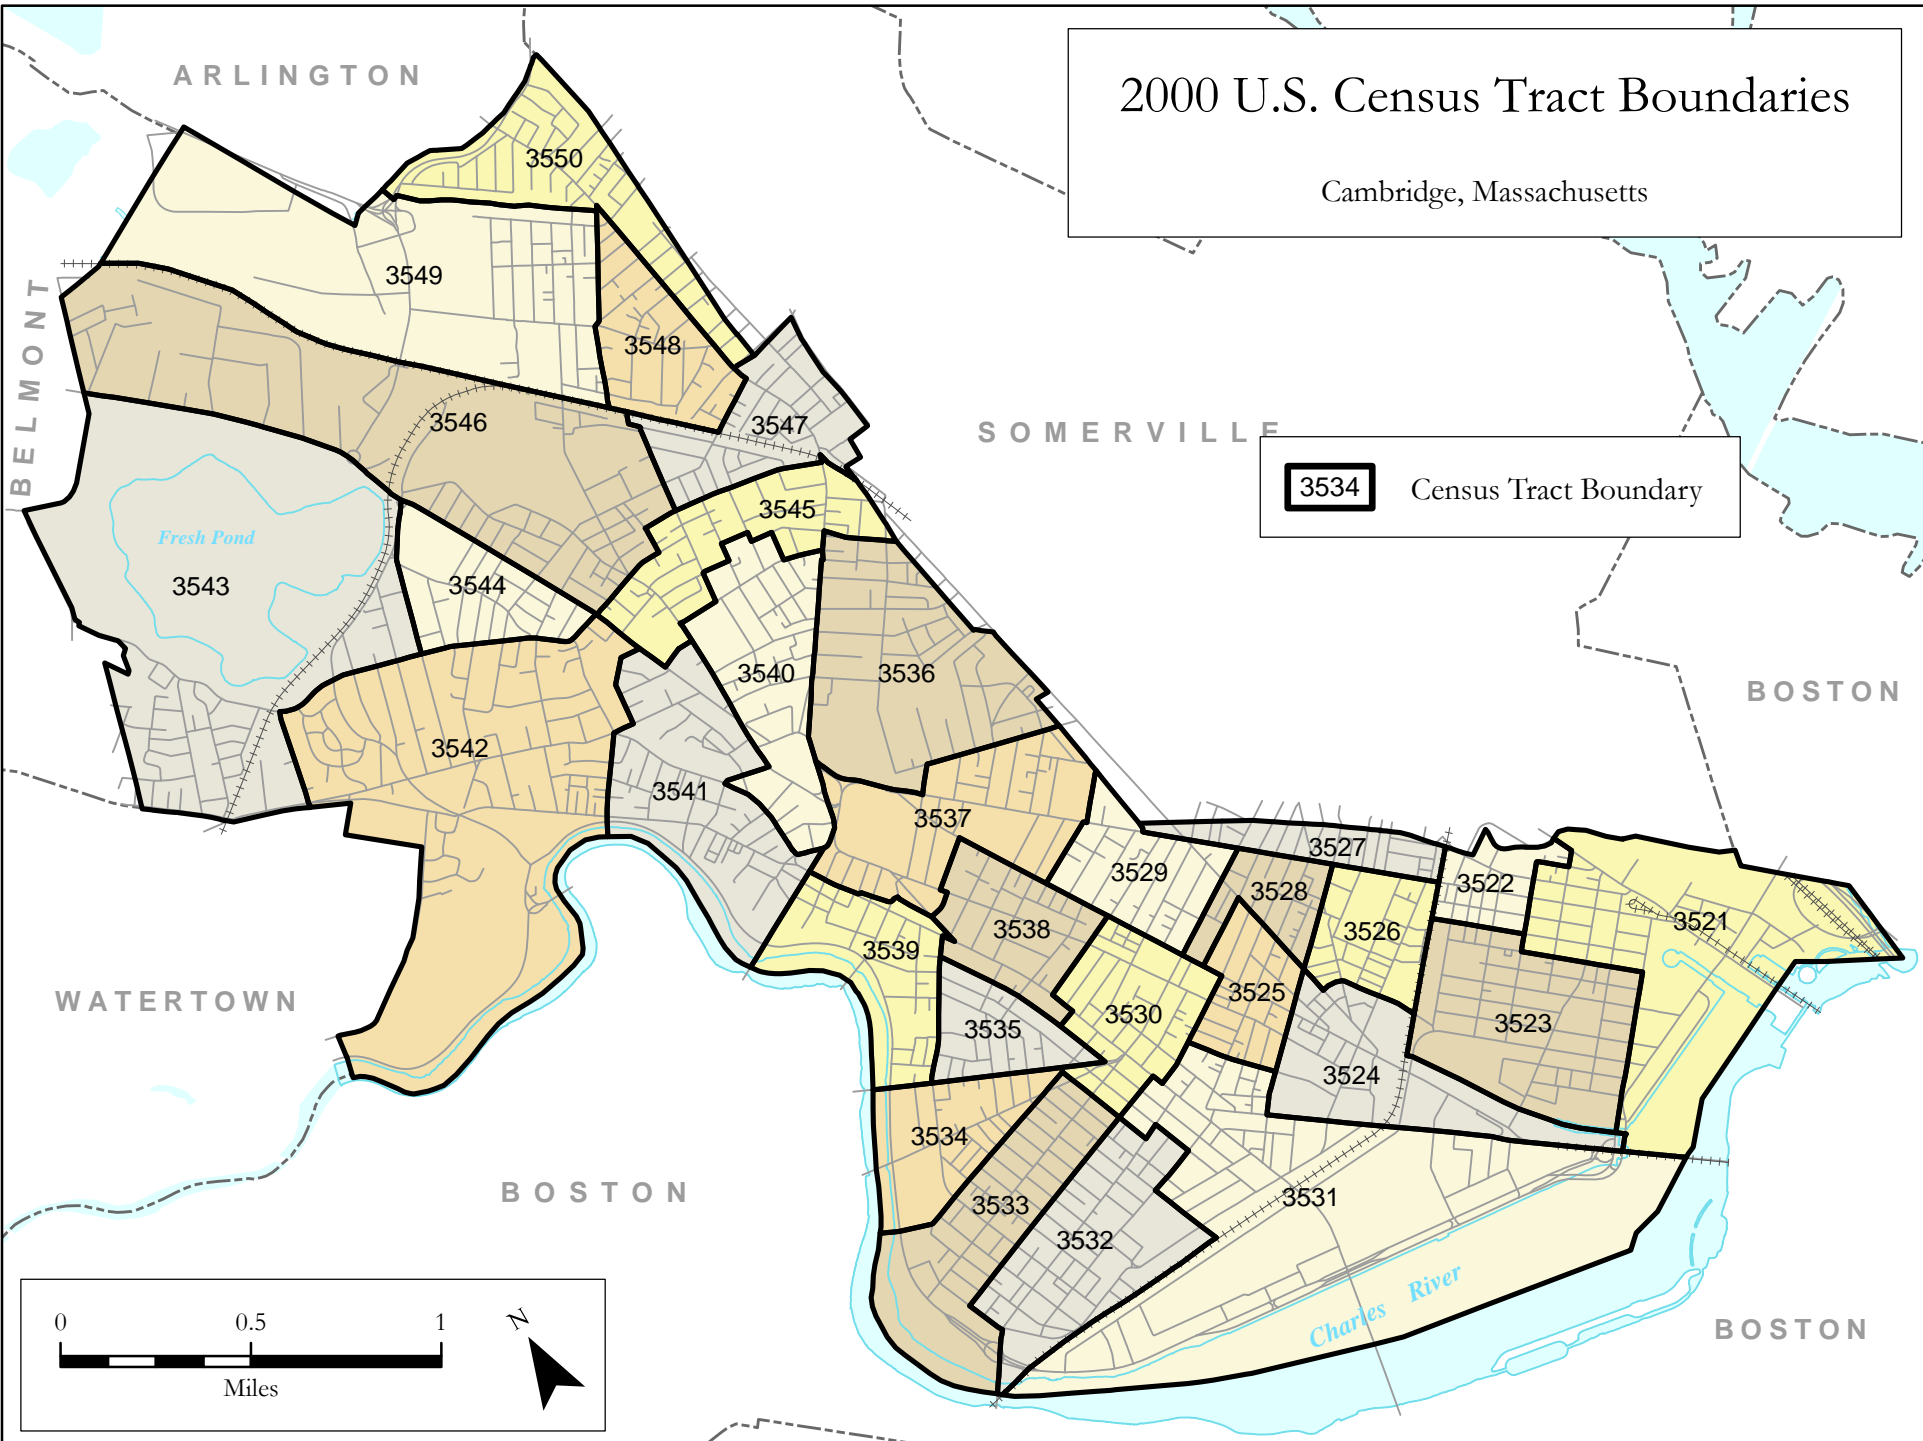 2000 U.S. Census Tract Boundaries
Cambridge, Massachusetts
ARLINGTON
3550
BELMONT
3549
3548
3547
3546
SOMERVILLE
3534
Census Tract Boundary
3545
Fresh Pond
3543
3544
3540
3536
BOSTON
3542
3541
3537
3527
3529
3528
3522
3526
3521
3538
3539
WATERTOWN
3525
3530
3535
3523
3524
3534
BOSTON
3533
3531
3532
Charles River
BOSTON
0 0.5 1
Miles
N